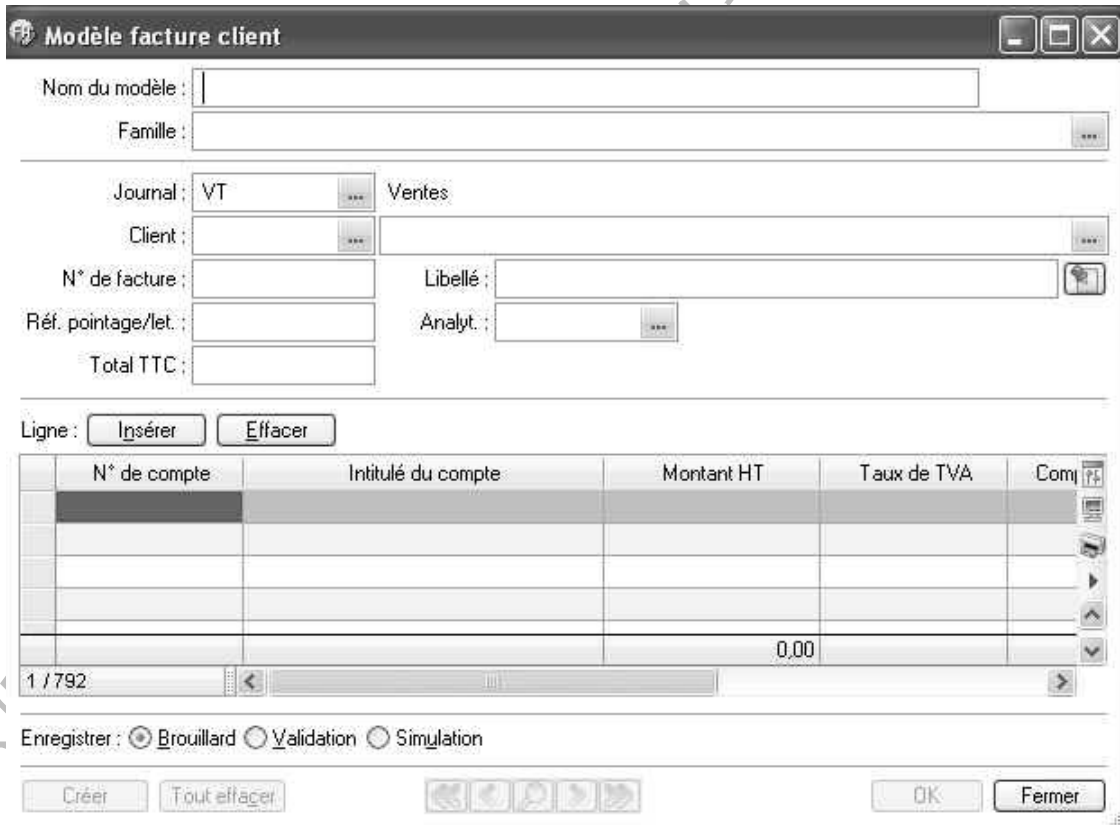 Modèle facture client
Nom du modèle :
Famille : ...
Journal : VT ... Ventes
Client : ... ...
N° de facture : Libellé :
Réf. pointage/let. : Analyt. : ...
Total TTC :
Ligne : Insérer Effacer
N° de compte Intitulé du compte Montant HT Taux de TVA Comp
0,00
1 / 792
Enregistrer : Brouillard Validation Simulation
Créer Tout effacer OK Fermer